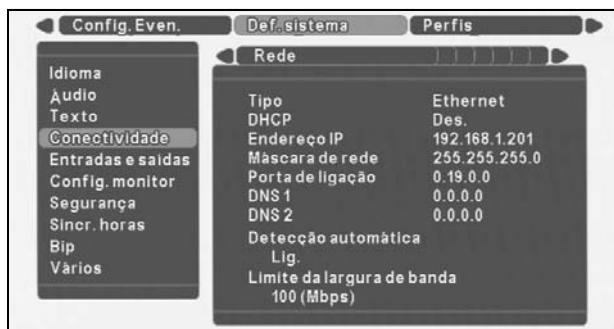 Config. Even. Def. sistema Perfis
Rede
Idioma
Áudio
Texto
Conectividade
Entradas e saidas
Config. monitor
Segurança
Sincr. horas
Bip
Vários
Tipo Ethernet
DHCP Des.
Endereço IP 192.168.1.201
Máscara de rede 255.255.255.0
Porta de ligação 0.19.0.0
DNS 1 0.0.0.0
DNS 2 0.0.0.0
Detecção automática
Lig.
Limite da largura de banda
100 (Mbps)